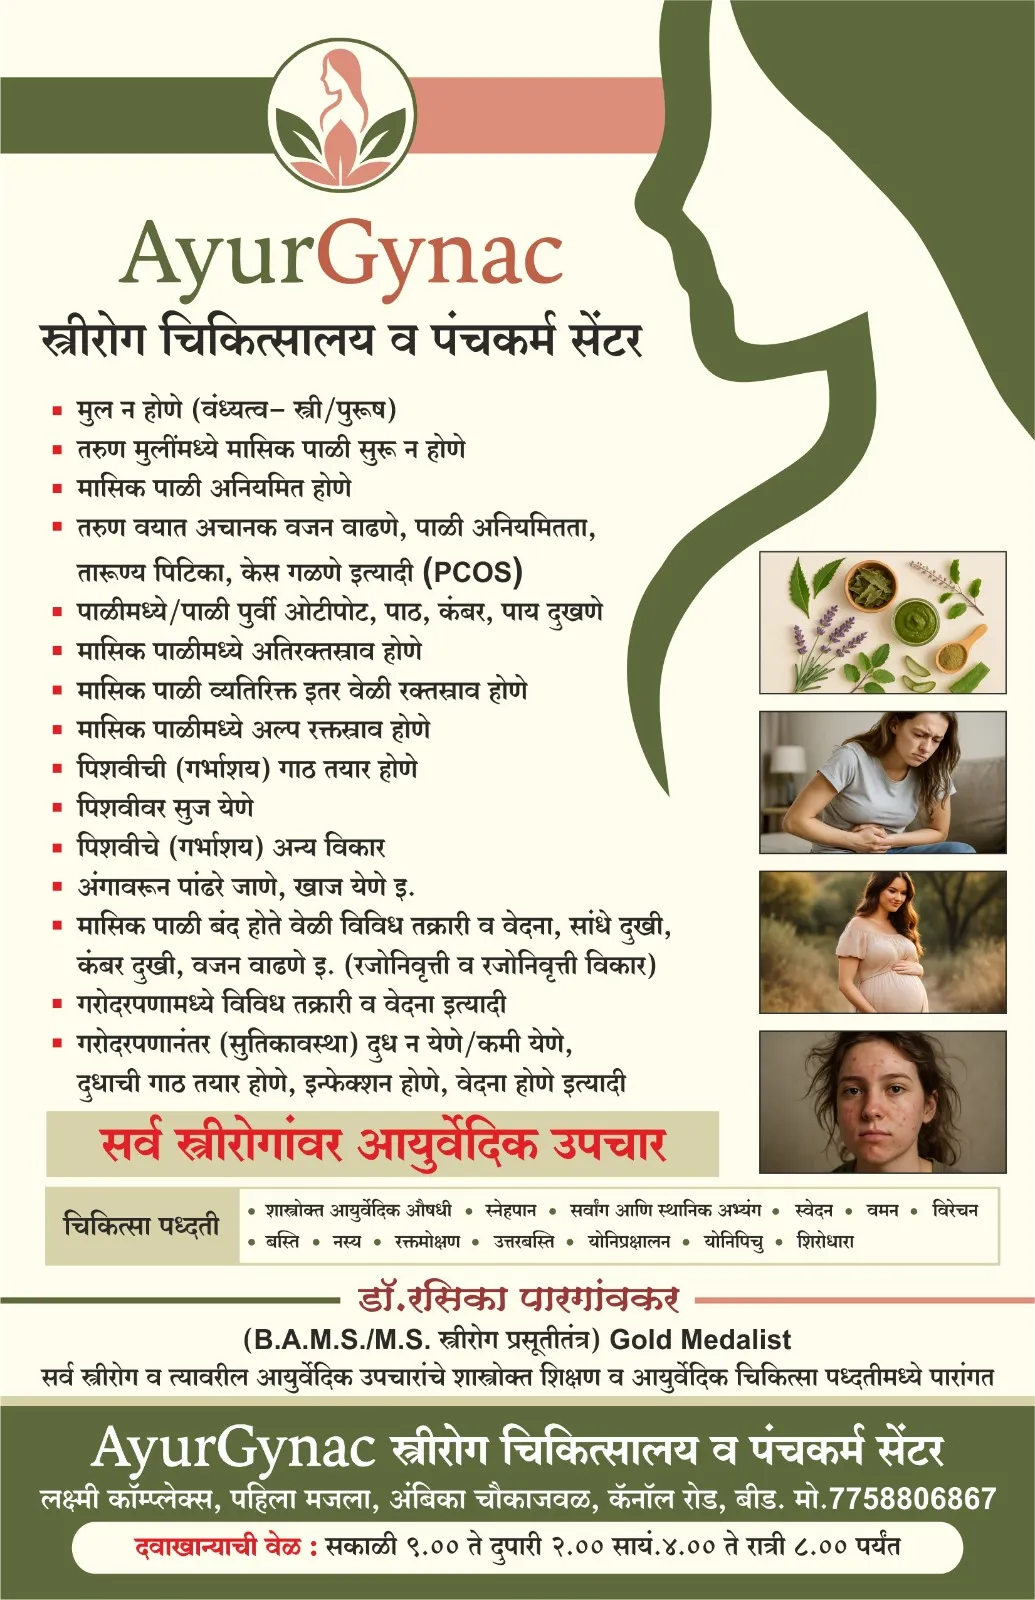 AyurGynac
स्त्रीरोग चिकित्सालय व पंचकर्म सेंटर
मुल न होणे (वंध्यत्व- स्त्री/पुरूष)
तरुण मुलींमध्ये मासिक पाळी सुरू न होणे
मासिक पाळी अनियमित होणे
तरुण वयात अचानक वजन वाढणे, पाळी अनियमितता,
तारूण्य पिटिका, केस गळणे इत्यादी (PCOS)
पाळीमध्ये/पाळी पुर्वी ओटीपोट, पाठ, कंबर, पाय दुखणे
मासिक पाळीमध्ये अतिरक्तस्राव होणे
मासिक पाळी व्यतिरिक्त इतर वेळी रक्तस्राव होणे
मासिक पाळीमध्ये अल्प रक्तस्राव होणे
पिशवीची (गर्भाशय) गाठ तयार होणे
पिशवीवर सुज येणे
पिशवीचे (गर्भाशय) अन्य विकार
अंगावरून पांढरे जाणे, खाज येणे इ.
मासिक पाळी बंद होते वेळी विविध तक्रारी व वेदना, सांधे दुखी,
कंबर दुखी, वजन वाढणे इ. (रजोनिवृत्ती व रजोनिवृत्ती विकार)
गरोदरपणामध्ये विविध तक्रारी व वेदना इत्यादी
गरोदरपणानंतर (सुतिकावस्था) दुध न येणे/कमी येणे,
दुधाची गाठ तयार होणे, इन्फेक्शन होणे, वेदना होणे इत्यादी
सर्व स्त्रीरोगांवर आयुर्वेदिक उपचार
चिकित्सा पध्दती
• शास्त्रोक्त आयुर्वेदिक औषधी • स्नेहपान • सर्वांग आणि स्थानिक अभ्यंग • स्वेदन • वमन • विरेचन
• बस्ति • नस्य • रक्तमोक्षण • उत्तरबस्ति • योनिप्रक्षालन • योनिपिचु • शिरोधारा
डॉ.रसिका पारगांवकर
(B.A.M.S./M.S. स्त्रीरोग प्रसूतीतंत्र) Gold Medalist
सर्व स्त्रीरोग व त्यावरील आयुर्वेदिक उपचारांचे शास्त्रोक्त शिक्षण व आयुर्वेदिक चिकित्सा पध्दतीमध्ये पारांगत
AyurGynac स्त्रीरोग चिकित्सालय व पंचकर्म सेंटर
लक्ष्मी कॉम्प्लेक्स, पहिला मजला, अंबिका चौकाजवळ, कॅनॉल रोड, बीड. मो.7758806867
दवाखान्याची वेळ : सकाळी ९.०० ते दुपारी २.०० सायं.४.०० ते रात्री ८.०० पर्यंत